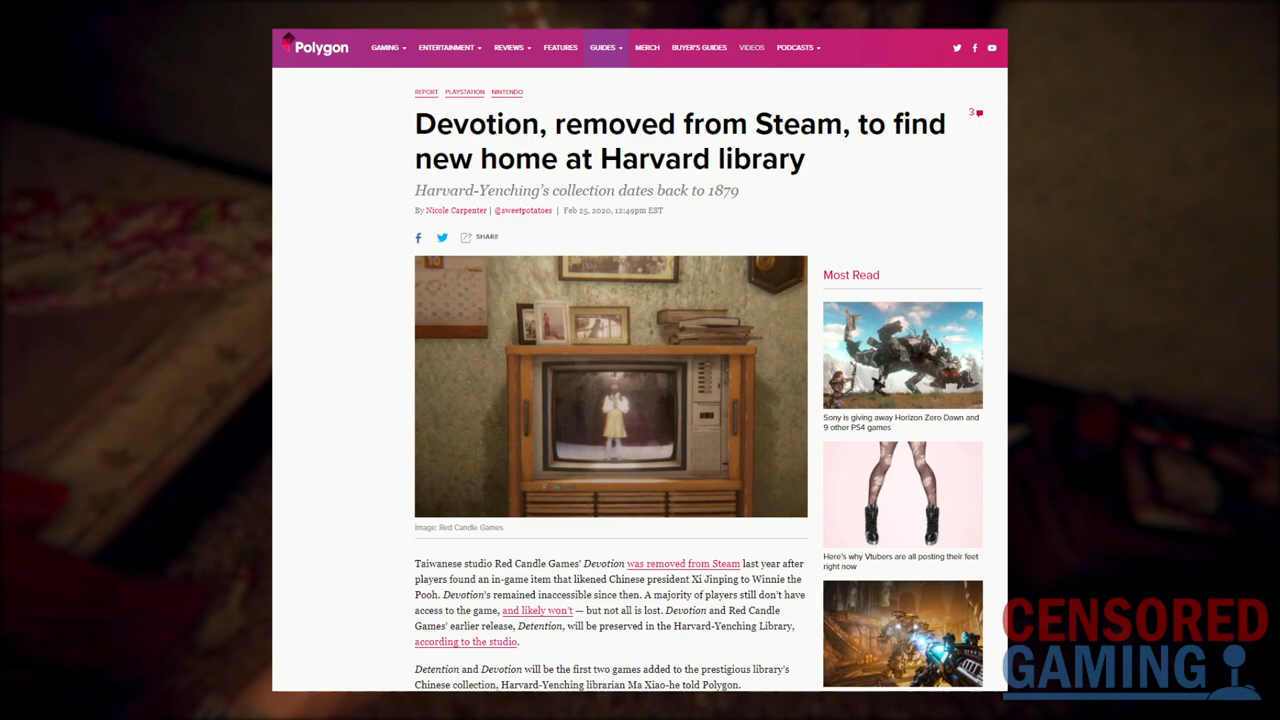 Polygon
GAMING ENTERTAINMENT REVIEWS FEATURES GUIDES MERCH BUYER'S GUIDES VIDEOS PODCASTS
REPORT PLAYSTATION NINTENDO
Devotion, removed from Steam, to find
new home at Harvard library
3
Harvard-Yenching's collection dates back to 1879
By Nicole Carpenter | @sweetpotatoes | Feb 25, 2020, 12:49pm EST
SHARE
Image: Red Candle Games
Taiwanese studio Red Candle Games' Devotion was removed from Steam last year after
players found an in-game item that likened Chinese president Xi Jinping to Winnie the
Pooh. Devotion's remained inaccessible since then. A majority of players still don't have
access to the game, and likely won't — but not all is lost. Devotion and Red Candle
Games' earlier release, Detention, will be preserved in the Harvard-Yenching Library,
according to the studio.
Detention and Devotion will be the first two games added to the prestigious library's
Chinese collection, Harvard-Yenching librarian Ma Xiao-he told Polygon.
Most Read
Sony is giving away Horizon Zero Dawn and
9 other PS4 games
Here's why Vtubers are all posting their feet
right now
CENSORED
GAMING